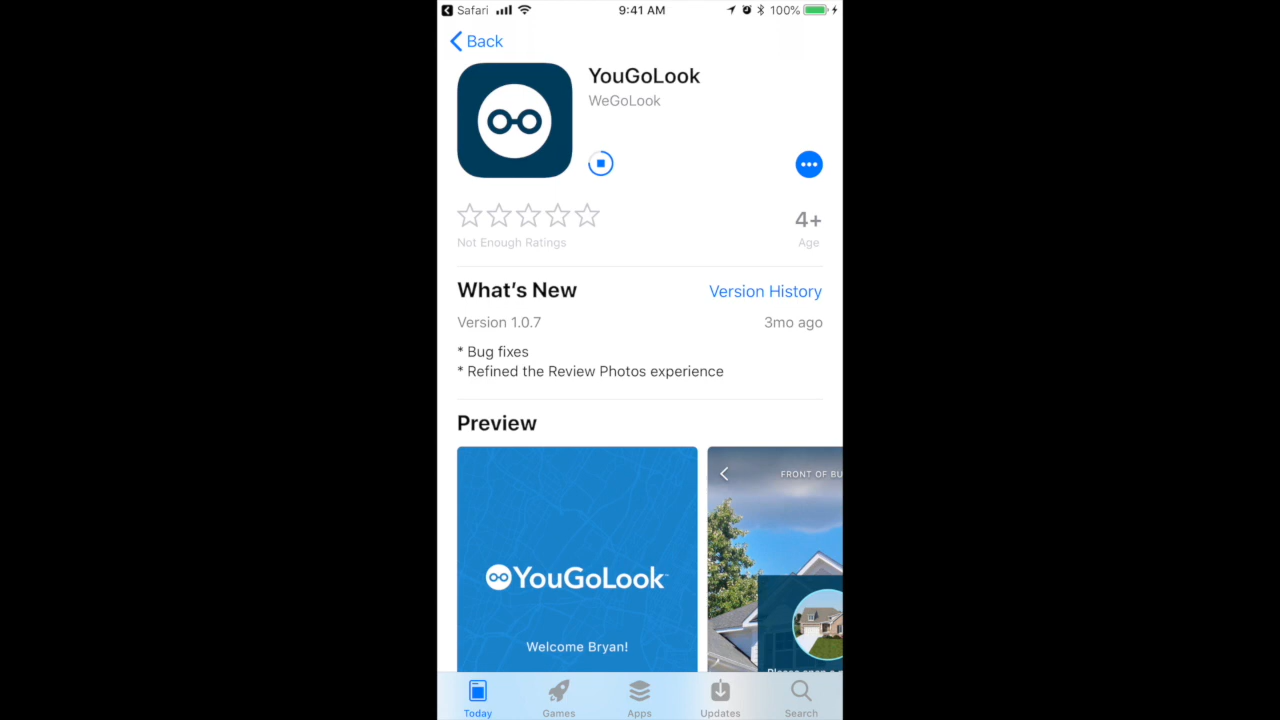 Safari 9:41 AM 100%
Back
YouGoLook
WeGoLook
Not Enough Ratings
4+
Age
What's New Version History
Version 1.0.7 3mo ago
* Bug fixes
* Refined the Review Photos experience
Preview
YouGoLook
Welcome Bryan!
FRONT OF BU
Today Games Apps Updates Search